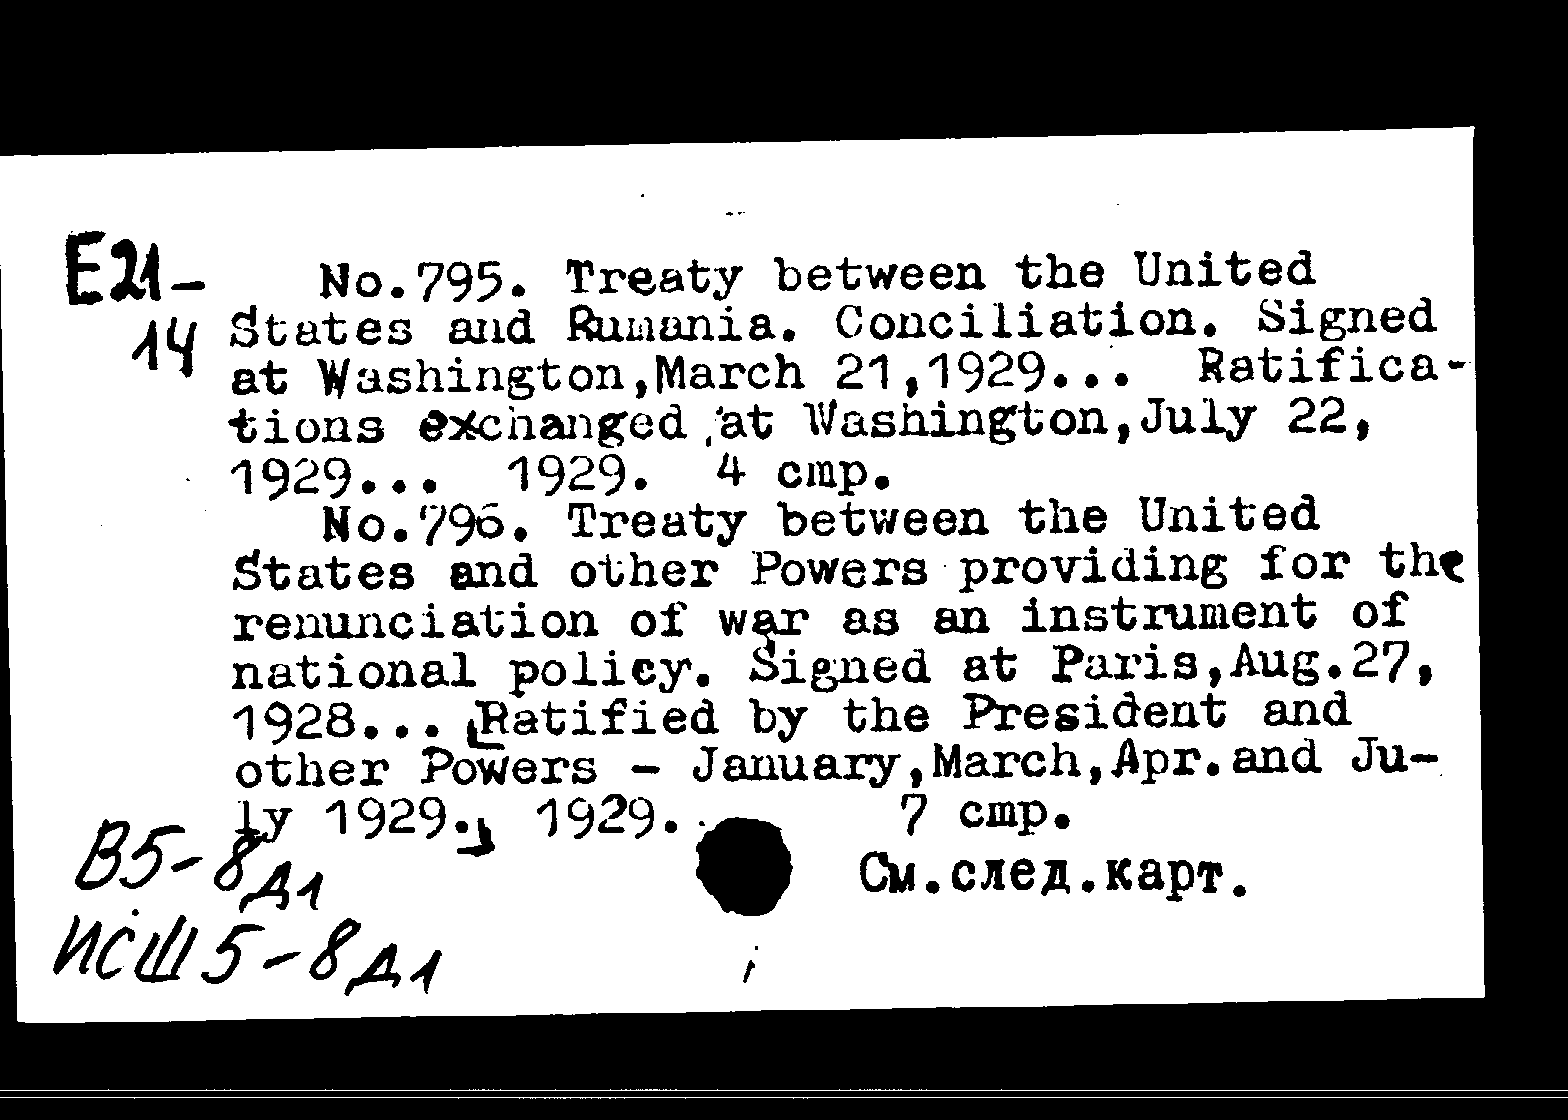 E21-
14
No.795. Treaty between the United
States and Rumania. Conciliation. Signed
at Washington,March 21,1929... Ratifica-
tions exchanged at Washington,July 22,
1929... 1929. 4 cmp.
No.796. Treaty between the United
States and other Powers providing for the
renunciation of war as an instrument of
national policy. Signed at Paris,Aug.27,
1928... [Ratified by the President and
other Powers - January,March,Apr.and Ju-
ly 1929.] 1929. 7 cmp.
См.след.карт.
В5-8д1
ИСШ5-8д1